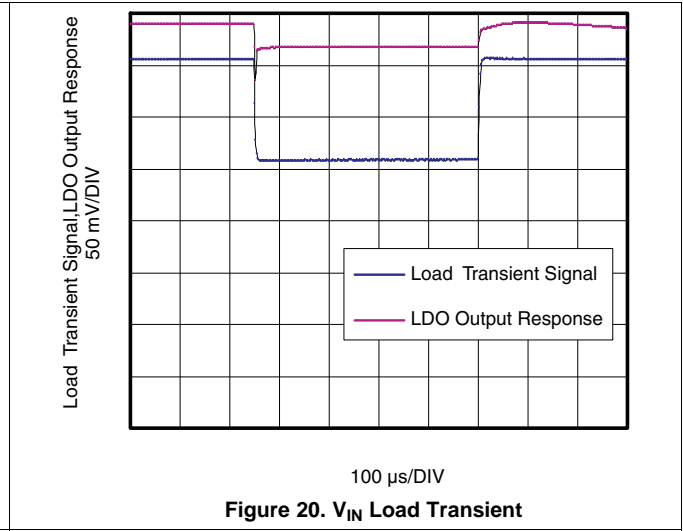 Load Transient Signal,LDO Output Response
50 mV/DIV
Load Transient Signal
LDO Output Response
100 µs/DIV
Figure 20. VIN Load Transient